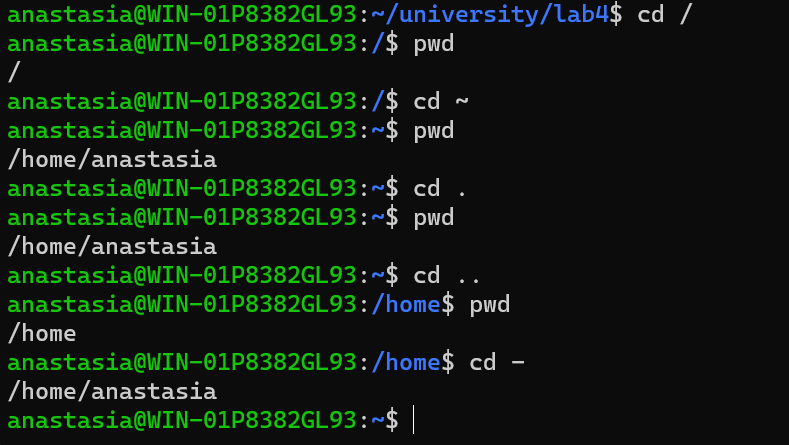 anastasia@WIN-01P8382GL93:~/university/lab4$ cd /
anastasia@WIN-01P8382GL93:/$ pwd
/
anastasia@WIN-01P8382GL93:/$ cd ~
anastasia@WIN-01P8382GL93:~$ pwd
/home/anastasia
anastasia@WIN-01P8382GL93:~$ cd .
anastasia@WIN-01P8382GL93:~$ pwd
/home/anastasia
anastasia@WIN-01P8382GL93:~$ cd ..
anastasia@WIN-01P8382GL93:/home$ pwd
/home
anastasia@WIN-01P8382GL93:/home$ cd -
/home/anastasia
anastasia@WIN-01P8382GL93:~$